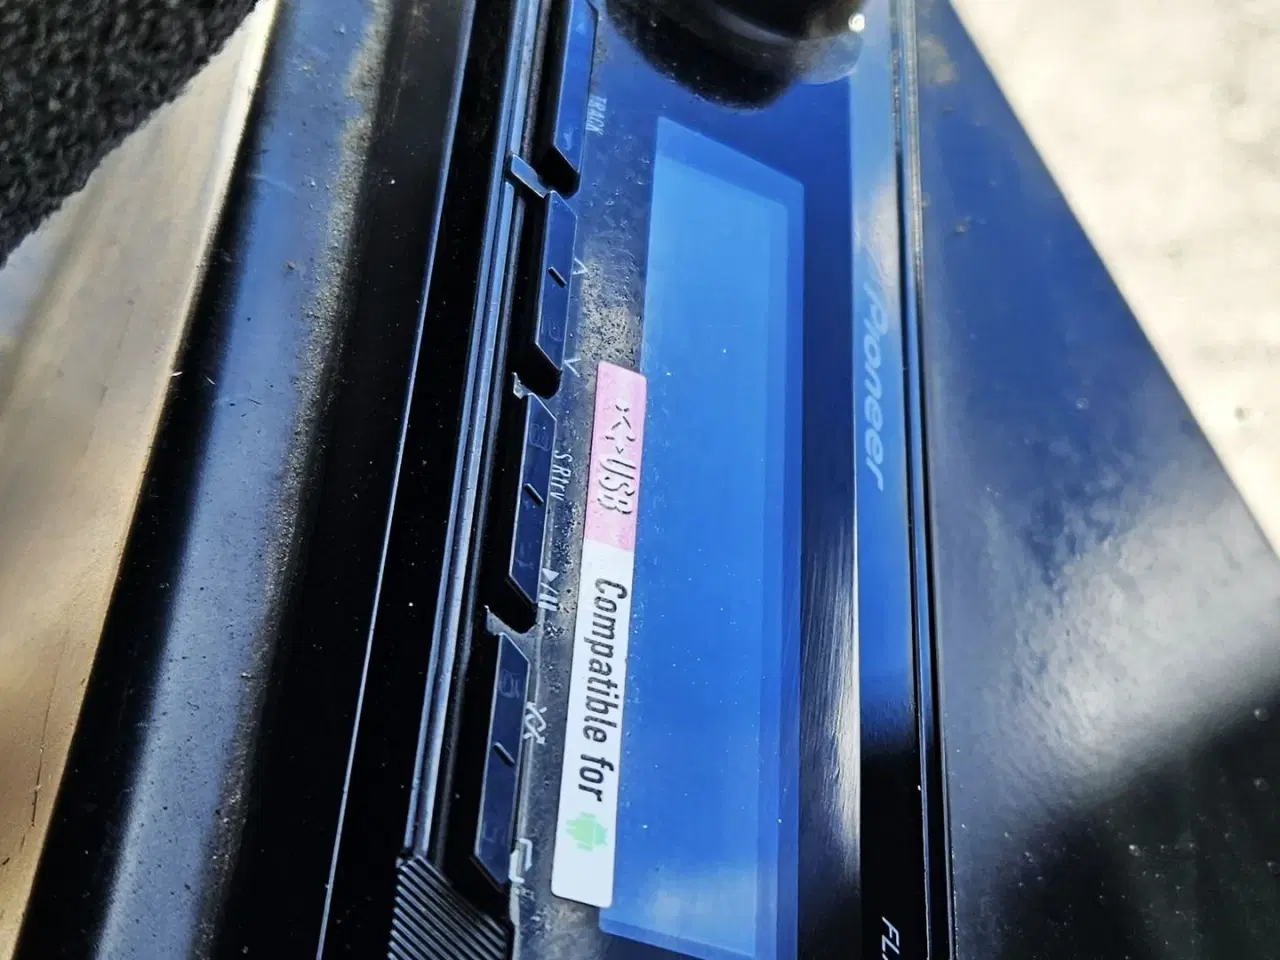 Pioneer
USB
Compatible for
TRACK
S.Rtrv